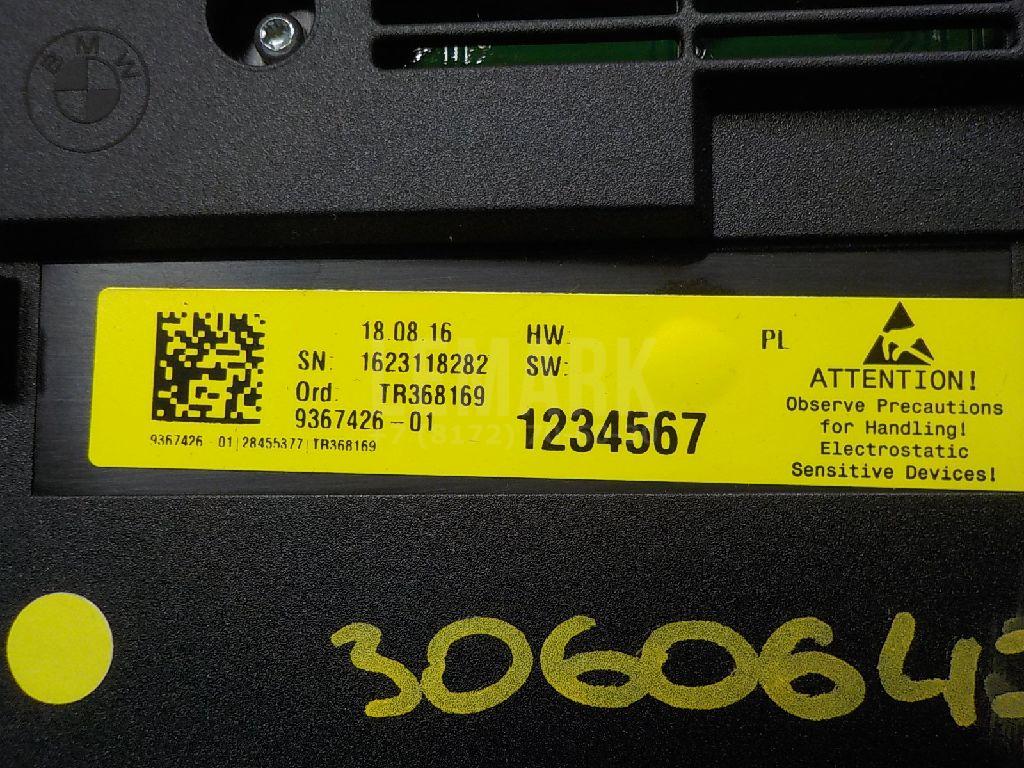 BMW
18.08.16
HW:
PL
SN: 1623118282
SW:
Ord. TR368169
9367426-01
1234567
9367426-01|28455377|TR368169
ATTENTION!
Observe Precautions
for Handling!
Electrostatic
Sensitive Devices!
306064